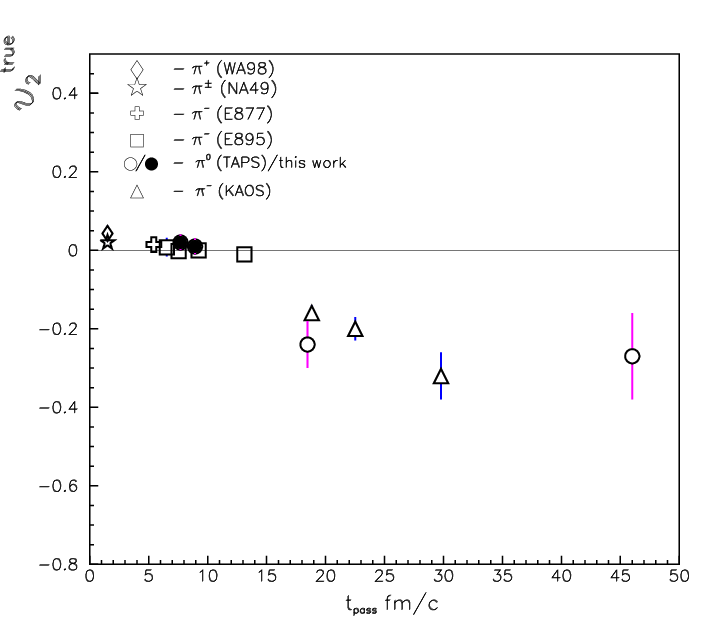 v₂ᵗʳᵘᵉ
− π⁺ (WA98)
− π± (NA49)
− π⁻ (E877)
− π⁻ (E895)
/ − π⁰ (TAPS)/this work
− π⁻ (KAOS)
0.4
0.2
0
−0.2
−0.4
−0.6
−0.8
0 5 10 15 20 25 30 35 40 45 50
t_pass fm/c